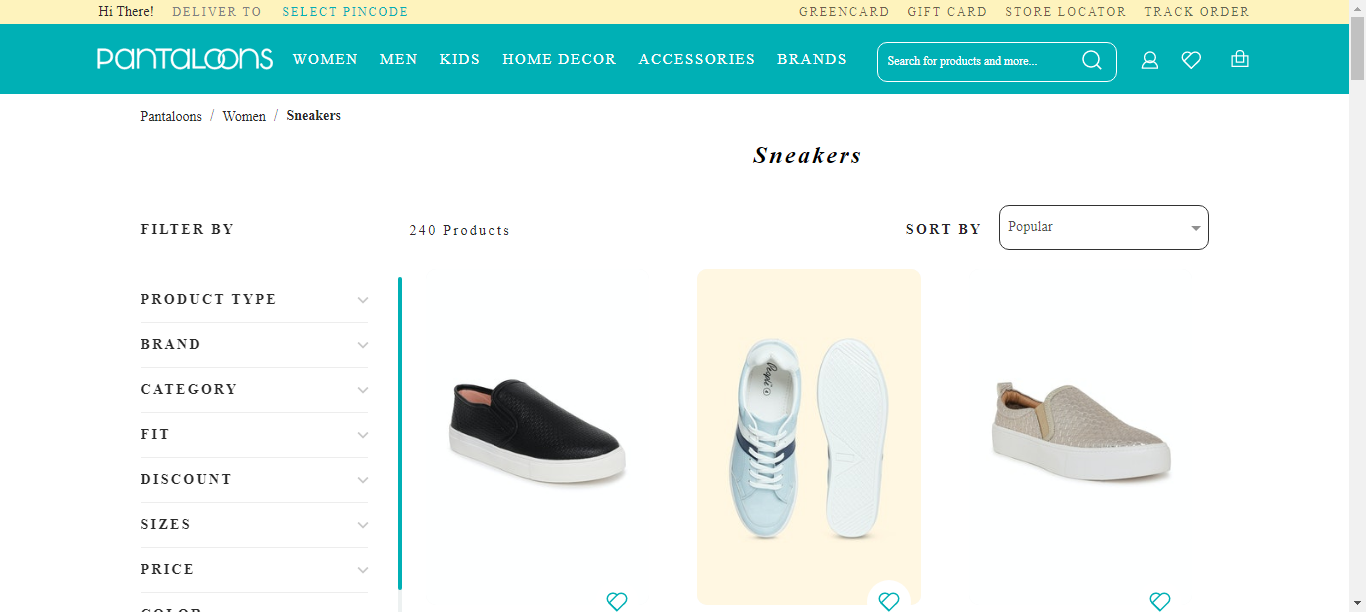 Hi There! DELIVER TO SELECT PINCODE GREENCARD GIFT CARD STORE LOCATOR TRACK ORDER
PANTALOONS WOMEN MEN KIDS HOME DECOR ACCESSORIES BRANDS Search for products and more...
Pantaloons / Women / Sneakers
Sneakers
FILTER BY 240 Products SORT BY Popular
PRODUCT TYPE
BRAND
CATEGORY
FIT
DISCOUNT
SIZES
PRICE
COLOR